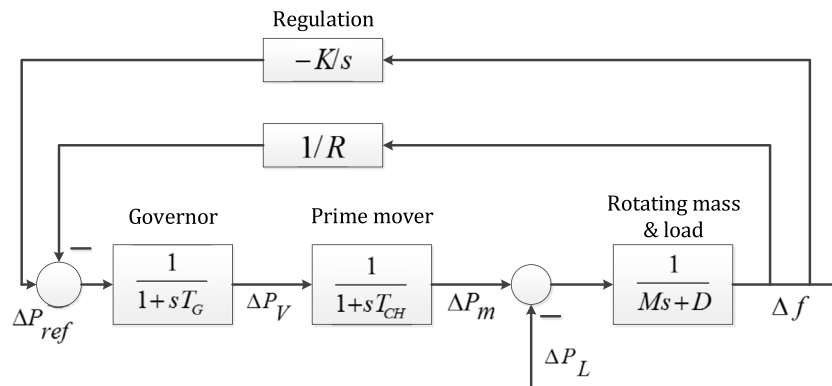 Regulation
−K/s
1/R
Governor
Prime mover
Rotating mass
& load
−
1
1+sT_G
1
1+sT_CH
1
Ms+D
ΔP_ref
ΔP_V
ΔP_m
−
Δf
ΔP_L